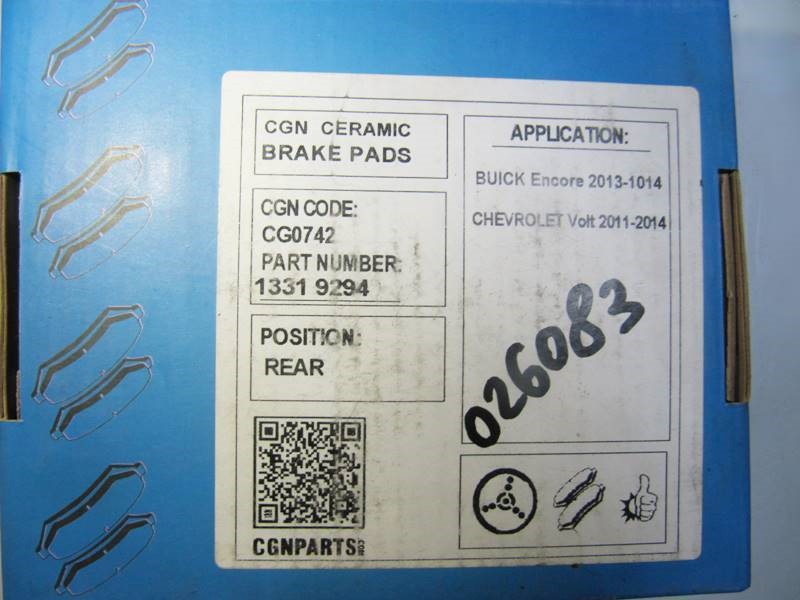 CGN CERAMIC
BRAKE PADS
CGN CODE:
CG0742
PART NUMBER:
1331 9294
POSITION:
REAR
CGNPARTS.COM
APPLICATION:
BUICK Encore 2013-1014
CHEVROLET Volt 2011-2014
026083